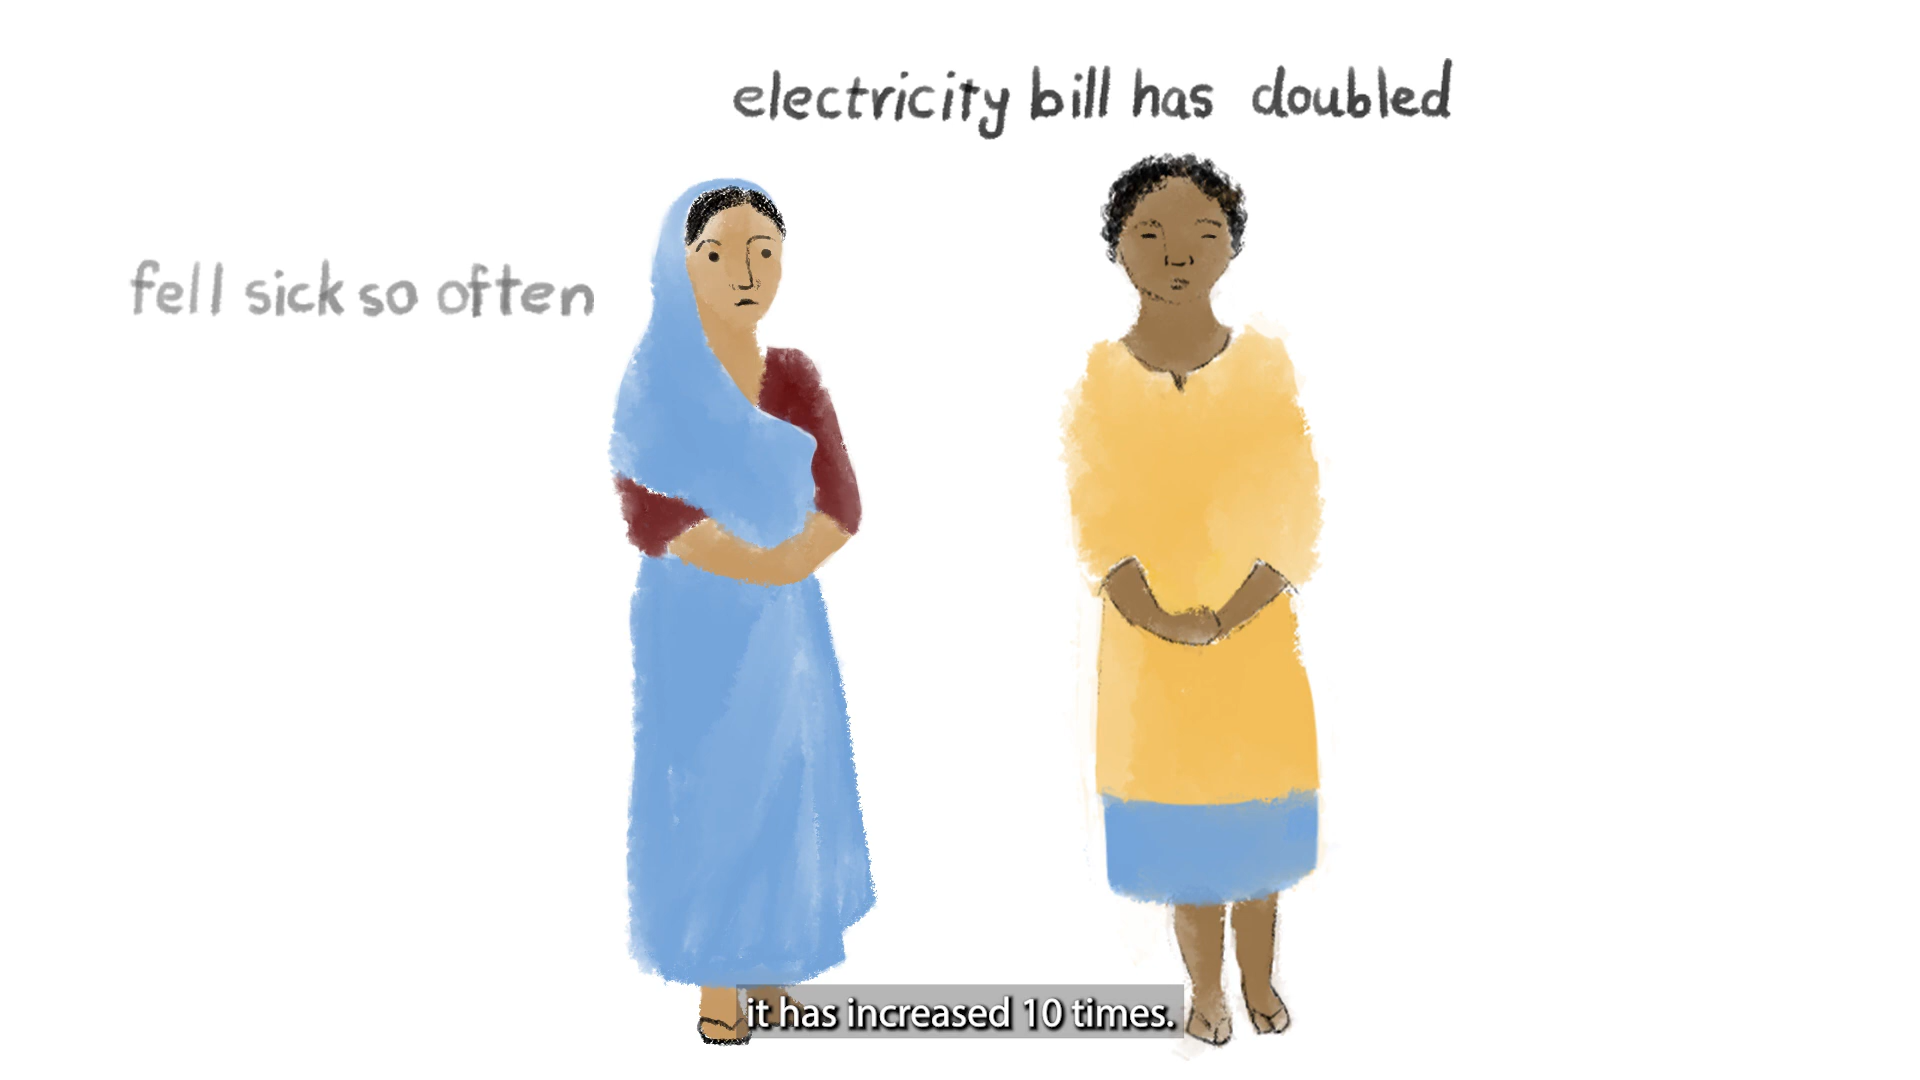 electricity bill has doubled
fell sick so often
it has increased 10 times.